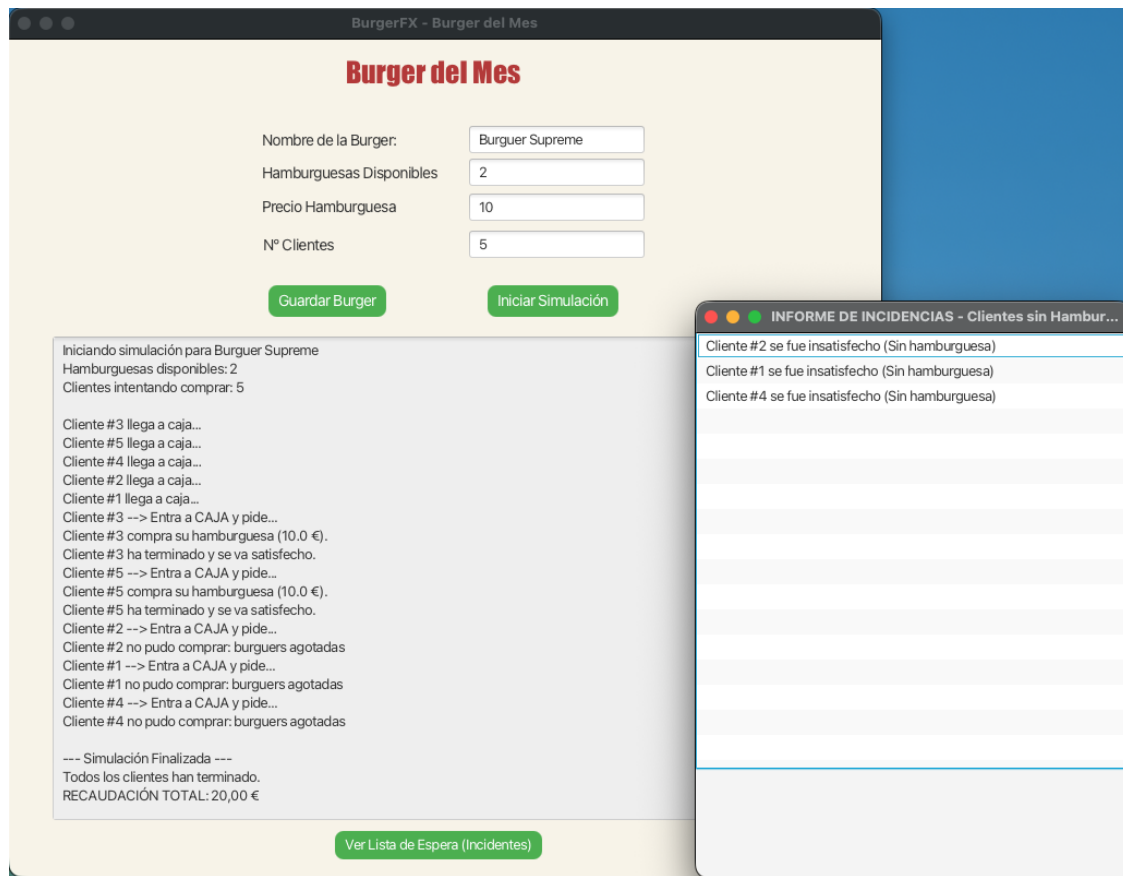 BurgerFX - Burger del Mes
Burger del Mes
Nombre de la Burger: Burguer Supreme
Hamburguesas Disponibles 2
Precio Hamburguesa 10
Nº Clientes 5
Guardar Burger Iniciar Simulación
Iniciando simulación para Burguer Supreme
Hamburguesas disponibles: 2
Clientes intentando comprar: 5
Cliente #3 llega a caja...
Cliente #5 llega a caja...
Cliente #4 llega a caja...
Cliente #2 llega a caja...
Cliente #1 llega a caja...
Cliente #3 --> Entra a CAJA y pide...
Cliente #3 compra su hamburguesa (10.0 €).
Cliente #3 ha terminado y se va satisfecho.
Cliente #5 --> Entra a CAJA y pide...
Cliente #5 compra su hamburguesa (10.0 €).
Cliente #5 ha terminado y se va satisfecho.
Cliente #2 --> Entra a CAJA y pide...
Cliente #2 no pudo comprar: burguers agotadas
Cliente #1 --> Entra a CAJA y pide...
Cliente #1 no pudo comprar: burguers agotadas
Cliente #4 --> Entra a CAJA y pide...
Cliente #4 no pudo comprar: burguers agotadas
--- Simulación Finalizada ---
Todos los clientes han terminado.
RECAUDACIÓN TOTAL: 20,00 €
Ver Lista de Espera (Incidentes)
INFORME DE INCIDENCIAS - Clientes sin Hambur...
Cliente #2 se fue insatisfecho (Sin hamburguesa)
Cliente #1 se fue insatisfecho (Sin hamburguesa)
Cliente #4 se fue insatisfecho (Sin hamburguesa)